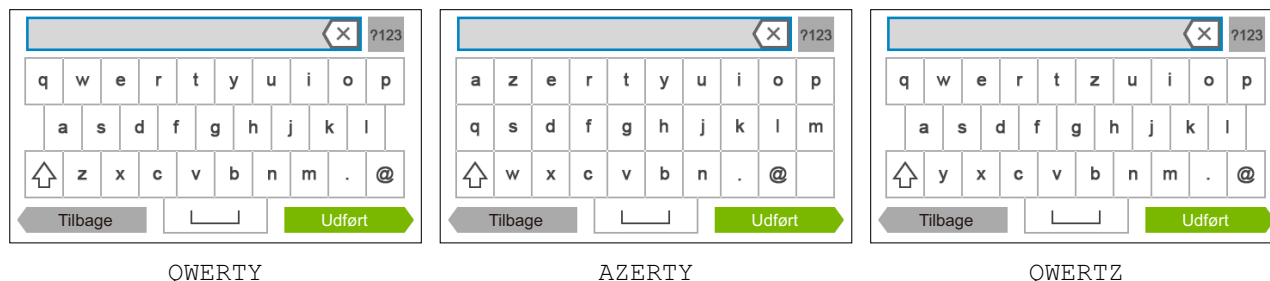 ?123 ?123 ?123
q w e r t y u i o p a z e r t y u i o p q w e r t z u i o p
a s d f g h j k l q s d f g h j k l m a s d f g h j k l
z x c v b n m . @ w x c v b n . @ y x c v b n m . @
Tilbage Udført Tilbage Udført Tilbage Udført
QWERTY AZERTY QWERTZ